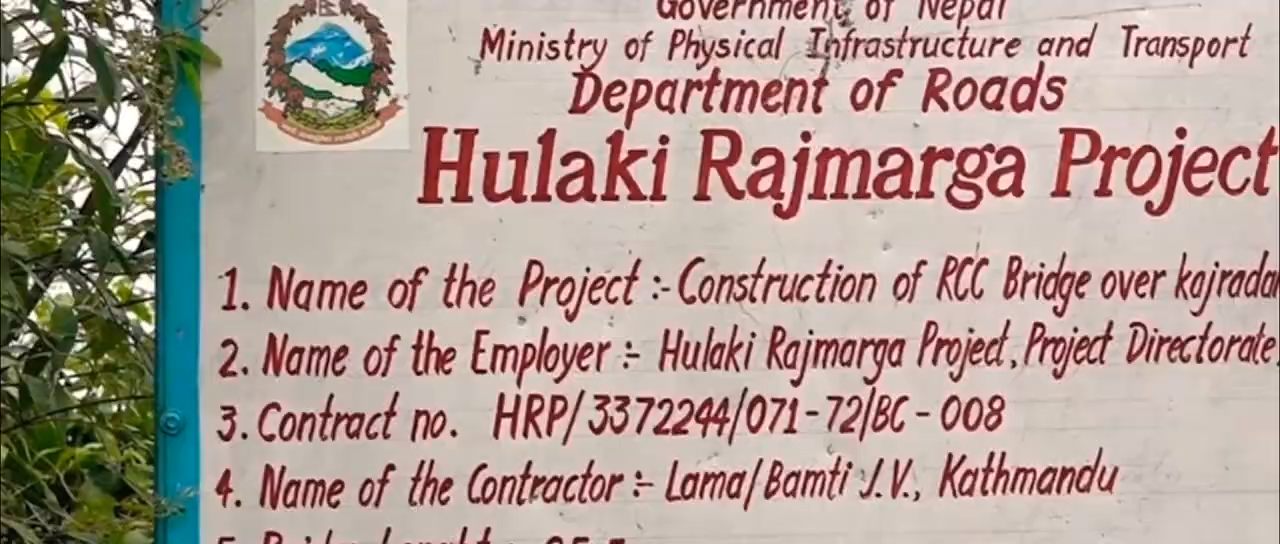 Government of Nepal
Ministry of Physical Infrastructure and Transport
Department of Roads
Hulaki Rajmarga Project
1. Name of the Project :- Construction of RCC Bridge over
2. Name of the Employer :- Hulaki Rajmarga Project, Project Directorate
3. Contract no. HRP/3372244/071-72/BC-008
4. Name of the Contractor :- Lama/Bamti J.V., Kathmandu